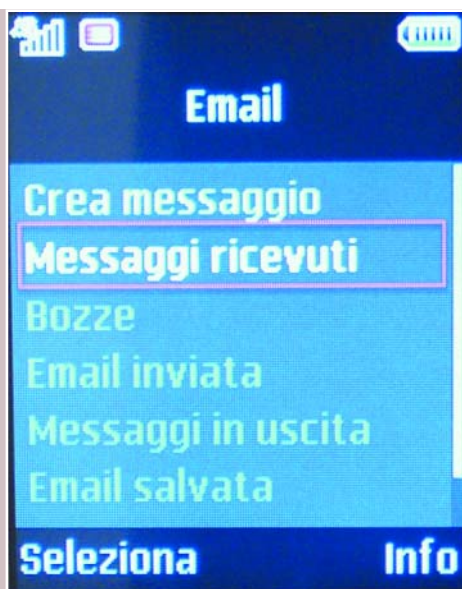 Email
Crea messaggio
Messaggi ricevuti
Bozze
Email inviata
Messaggi in uscita
Email salvata
Seleziona Info